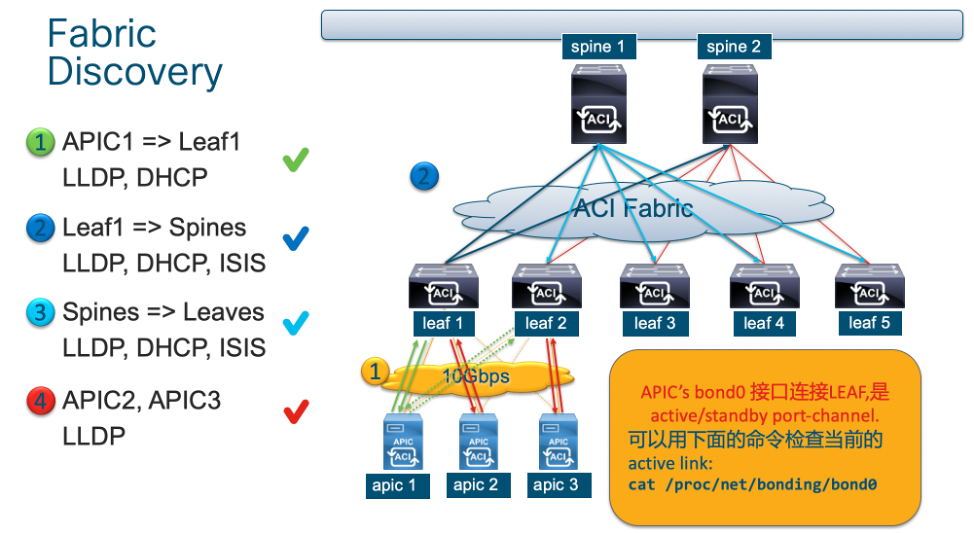 Fabric
Discovery
1 APIC1 => Leaf1
LLDP, DHCP
2 Leaf1 => Spines
LLDP, DHCP, ISIS
3 Spines => Leaves
LLDP, DHCP, ISIS
4 APIC2, APIC3
LLDP
spine 1
spine 2
ACI
ACI
2
ACI Fabric
ACI
ACI
ACI
ACI
ACI
leaf 1
leaf 2
leaf 3
leaf 4
leaf 5
1
10Gbps
APIC
ACI
APIC
ACI
APIC
ACI
apic 1
apic 2
apic 3
APIC’s bond0 接口连接LEAF,是
active/standby port-channel.
可以用下面的命令检查当前的
active link:
cat /proc/net/bonding/bond0